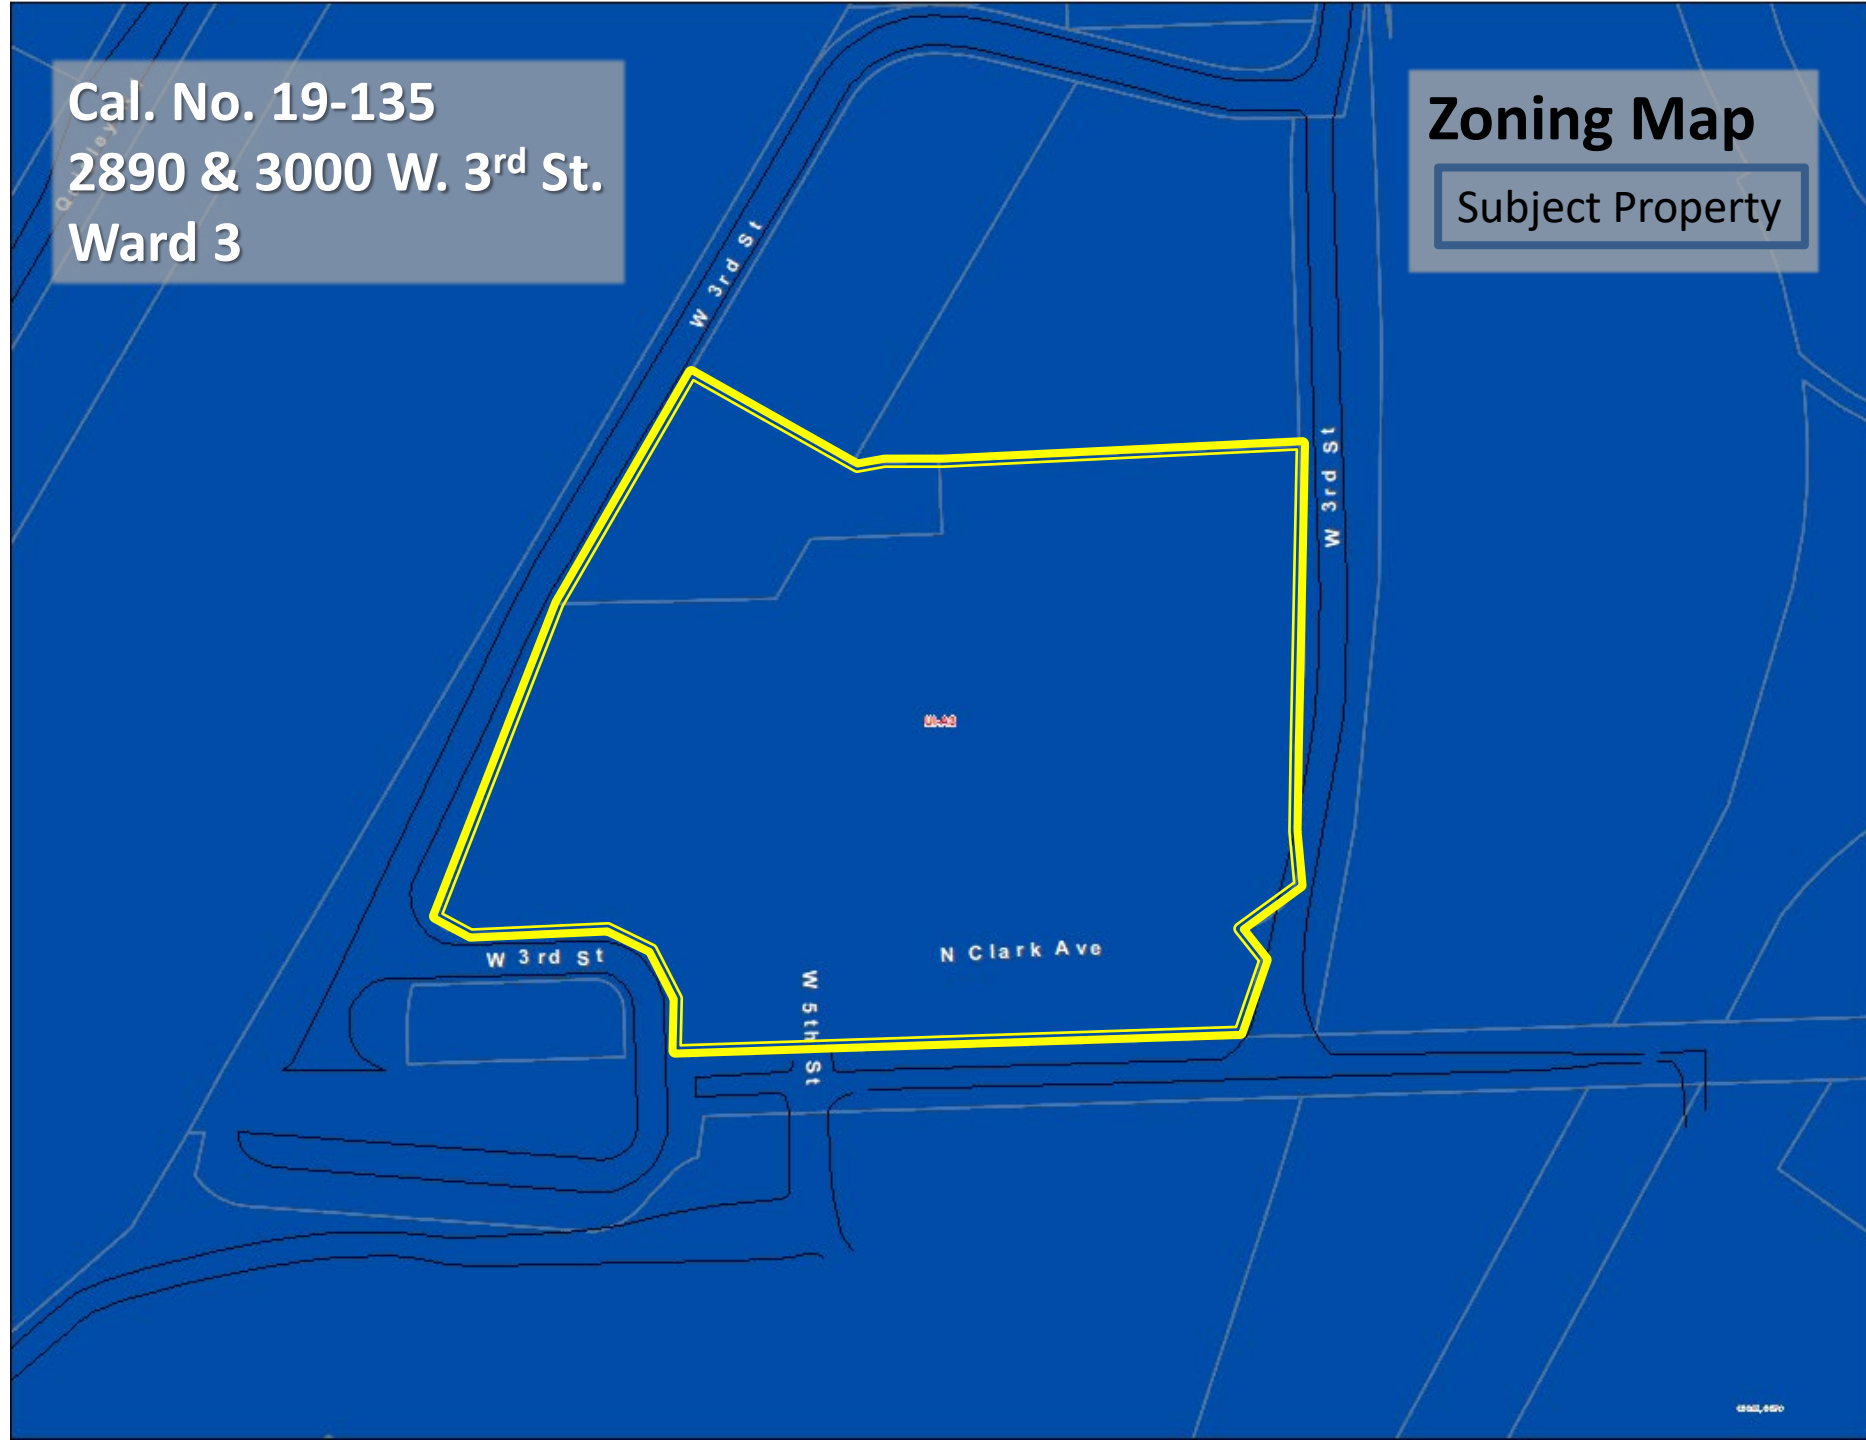 Cal. No. 19-135
2890 & 3000 W. 3rd St.
Ward 3
Zoning Map
Subject Property
W 3rd St
W 3rd St
W 3rd St
N Clark Ave
W 5th St